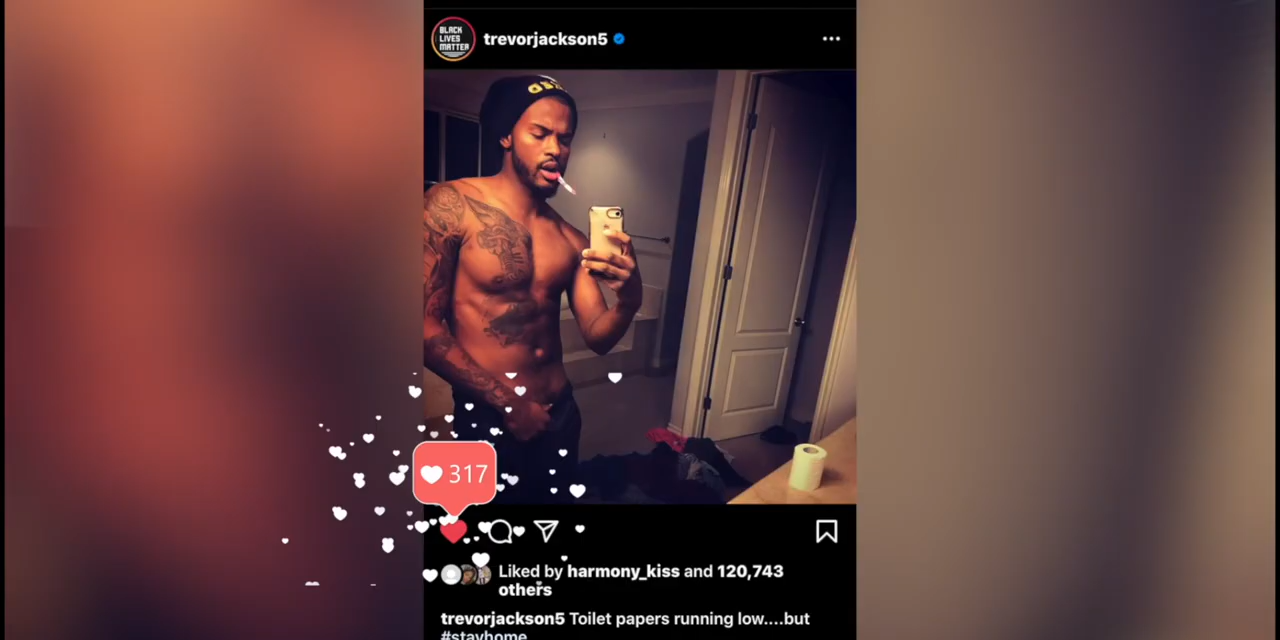 BLACK
LIVES
MATTER
trevorjackson5
317
Liked by harmony_kiss and 120,743
others
trevorjackson5 Toilet papers running low....but
#stayhome